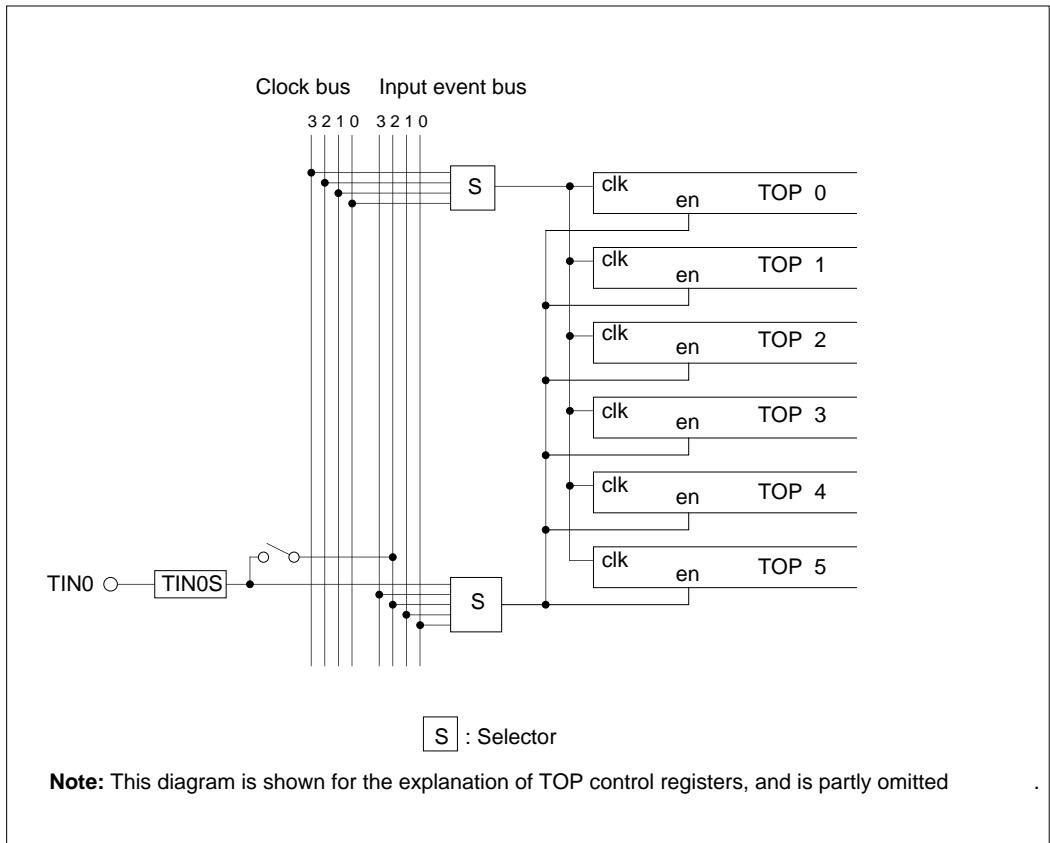 Clock bus Input event bus
3 2 1 0 3 2 1 0
S
clk
en
TOP 0
clk
en
TOP 1
clk
en
TOP 2
clk
en
TOP 3
clk
en
TOP 4
clk
en
TOP 5
TIN0
TIN0S
S
S : Selector
Note: This diagram is shown for the explanation of TOP control registers, and is partly omitted .